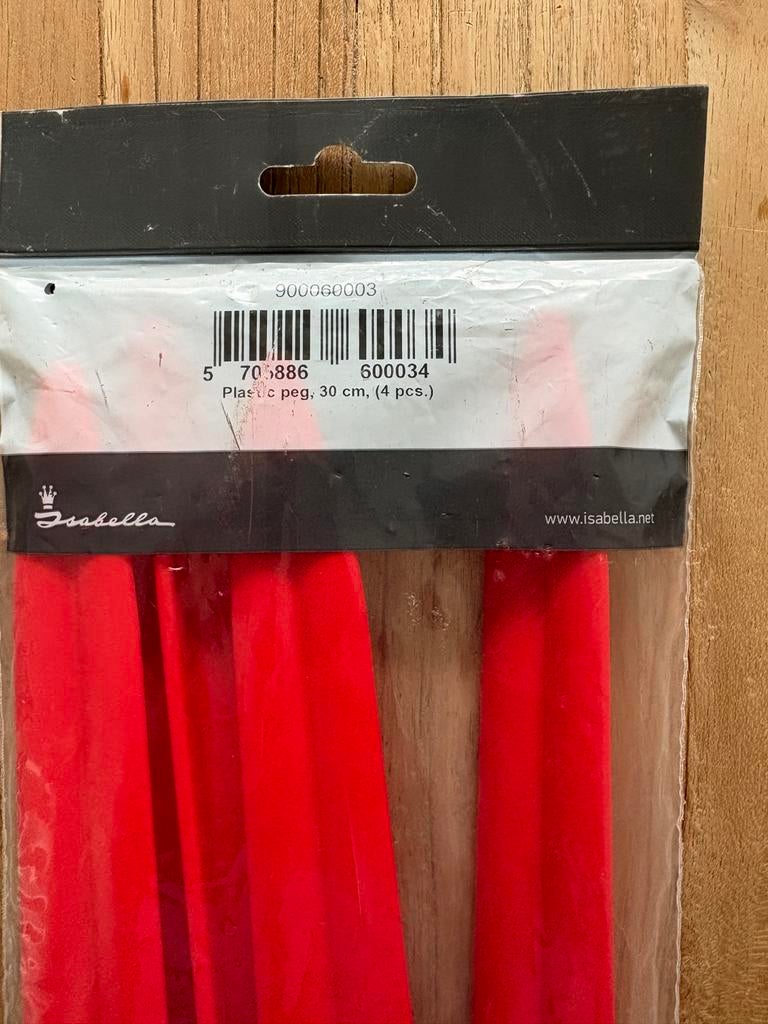 900060003
5 705886 600034
Plastic peg, 30 cm, (4 pcs.)
Isabella
www.isabella.net